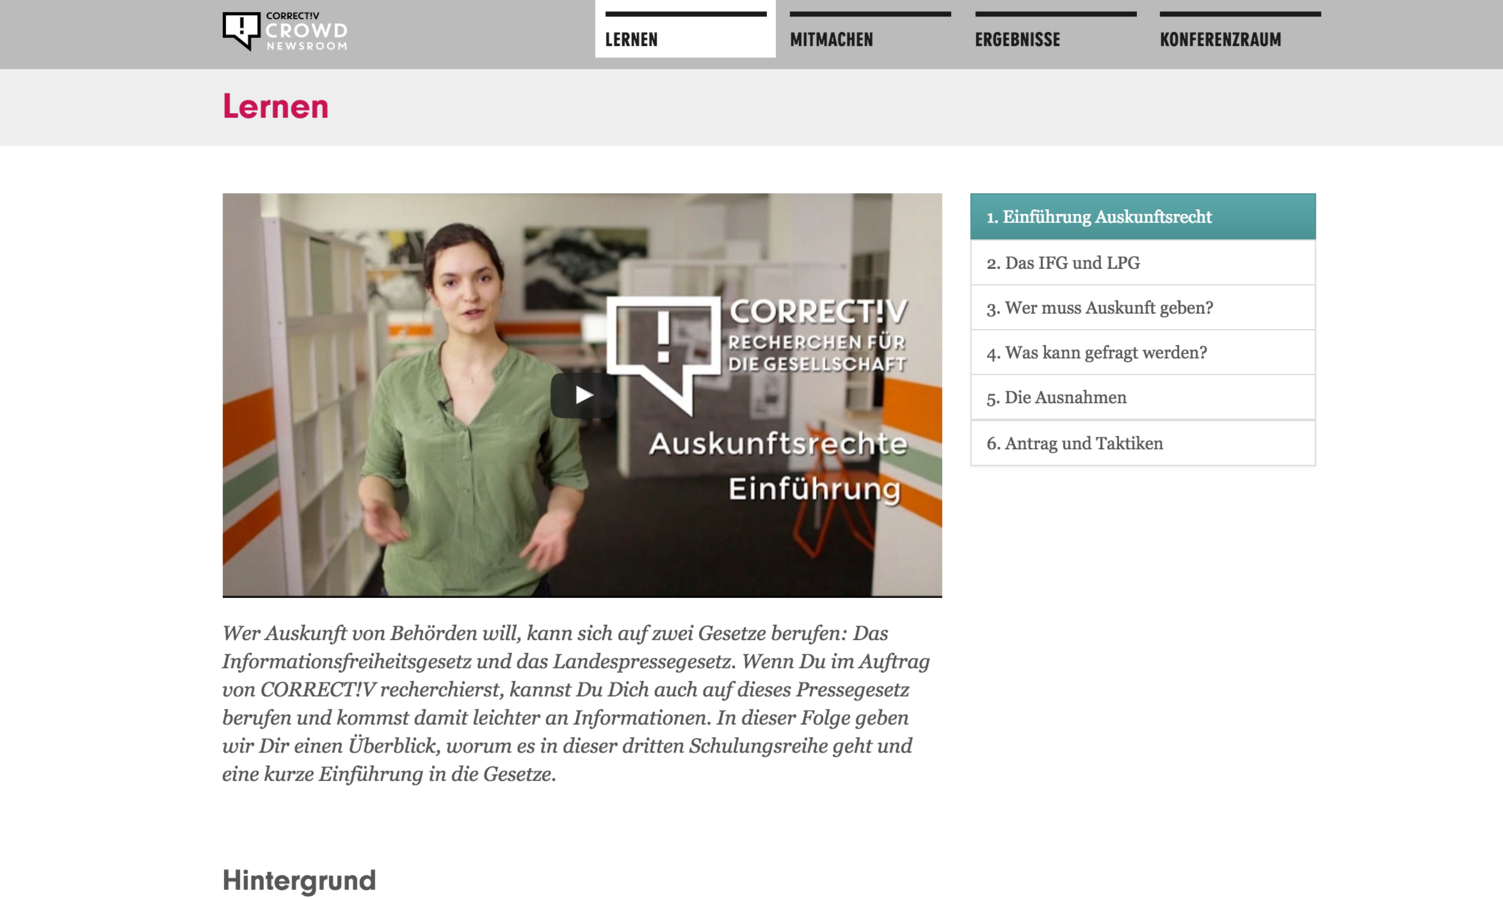 CORRECT!V
CROWD
NEWSROOM
LERNEN
MITMACHEN
ERGEBNISSE
KONFERENZRAUM
Lernen
CORRECT!V
RECHERCHEN FÜR
DIE GESELLSCHAFT
Auskunftsrechte
Einführung
1. Einführung Auskunftsrecht
2. Das IFG und LPG
3. Wer muss Auskunft geben?
4. Was kann gefragt werden?
5. Die Ausnahmen
6. Antrag und Taktiken
Wer Auskunft von Behörden will, kann sich auf zwei Gesetze berufen: Das
Informationsfreiheitsgesetz und das Landespressegesetz. Wenn Du im Auftrag
von CORRECT!V recherchierst, kannst Du Dich auch auf dieses Pressegesetz
berufen und kommst damit leichter an Informationen. In dieser Folge geben
wir Dir einen Überblick, worum es in dieser dritten Schulungsreihe geht und
eine kurze Einführung in die Gesetze.
Hintergrund